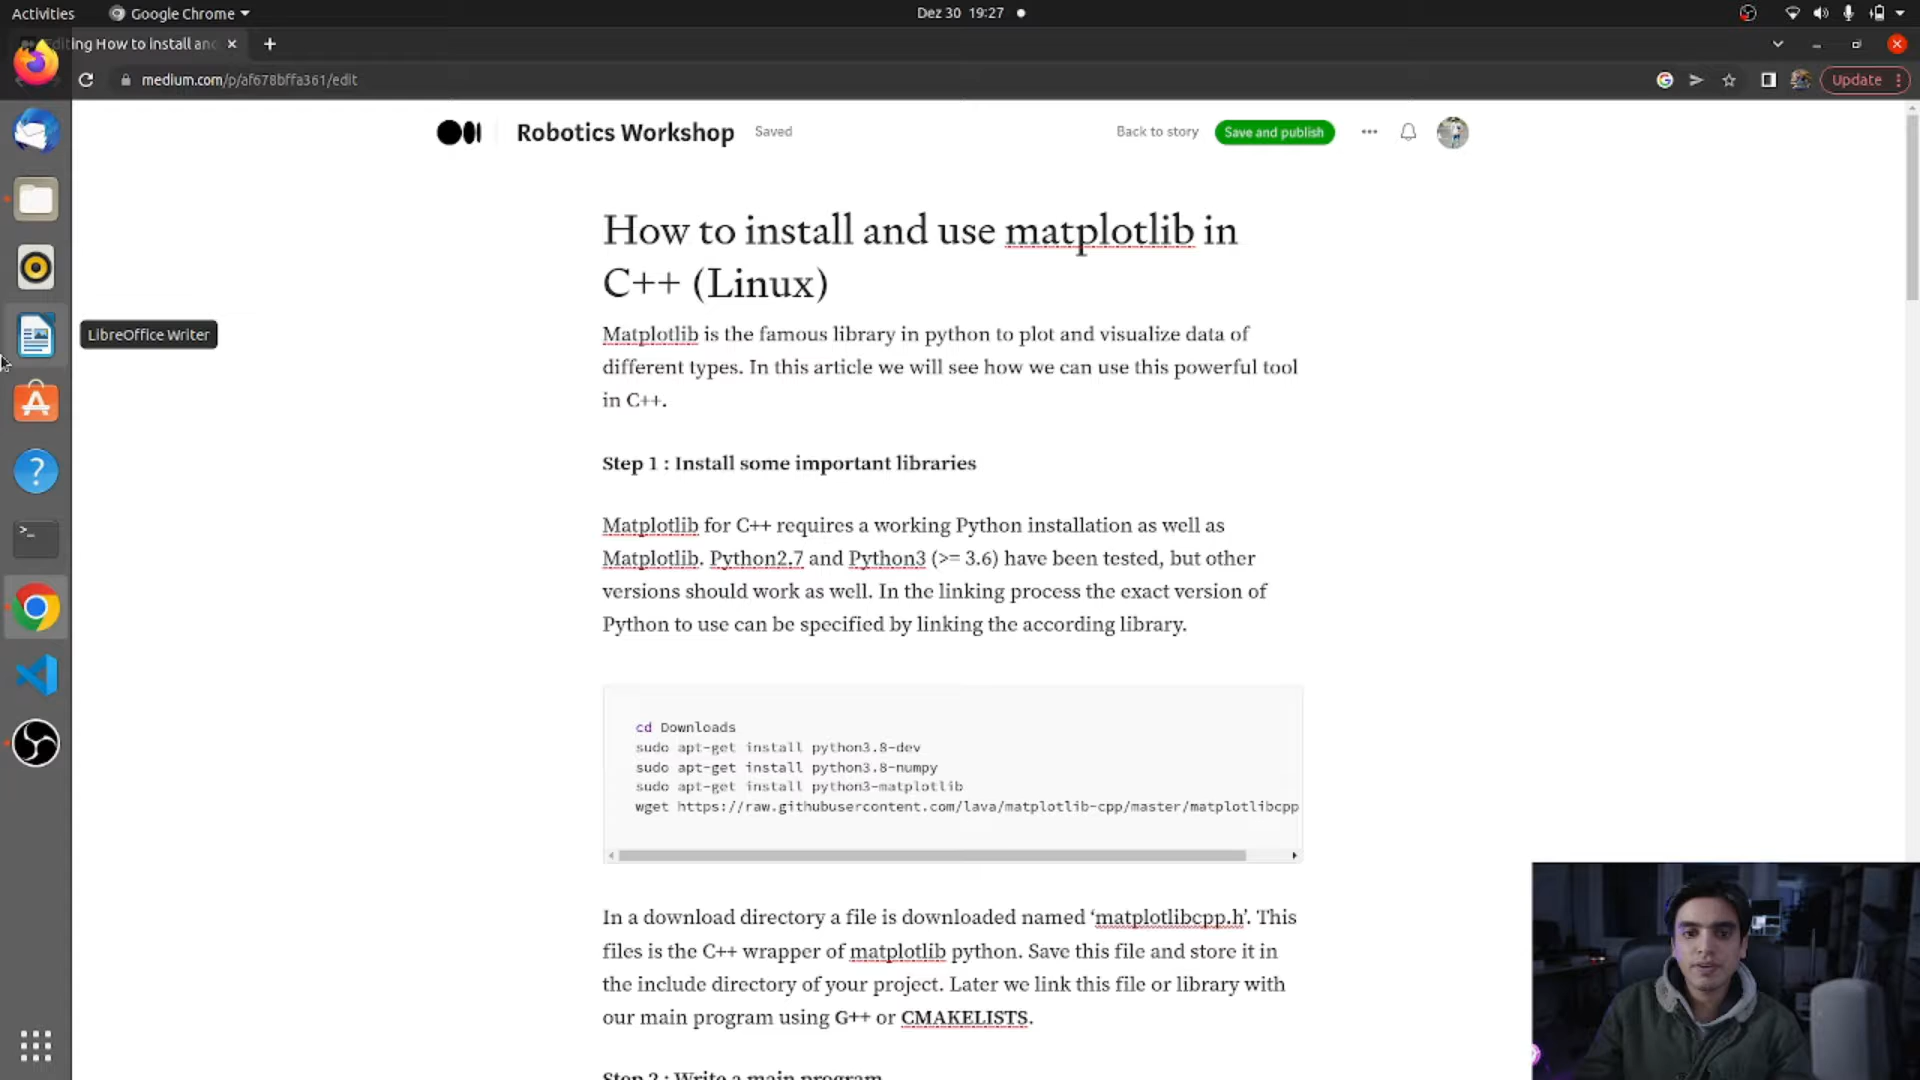 Activities
Google Chrome
Dez 30 19:27
iting How to install and
medium.com/p/af678bffa361/edit
Update
Robotics Workshop
Saved
Back to story
Save and publish
How to install and use matplotlib in
C++ (Linux)
LibreOffice Writer
Matplotlib is the famous library in python to plot and visualize data of
different types. In this article we will see how we can use this powerful tool
in C++.
Step 1 : Install some important libraries
Matplotlib for C++ requires a working Python installation as well as
Matplotlib. Python2.7 and Python3 (>= 3.6) have been tested, but other
versions should work as well. In the linking process the exact version of
Python to use can be specified by linking the according library.
cd Downloads
sudo apt-get install python3.8-dev
sudo apt-get install python3.8-numpy
sudo apt-get install python3-matplotlib
wget https://raw.githubusercontent.com/lava/matplotlib-cpp/master/matplotlibcpp
In a download directory a file is downloaded named ‘matplotlibcpp.h’. This
files is the C++ wrapper of matplotlib python. Save this file and store it in
the include directory of your project. Later we link this file or library with
our main program using G++ or CMAKELISTS.
Step 2 : Write a main program